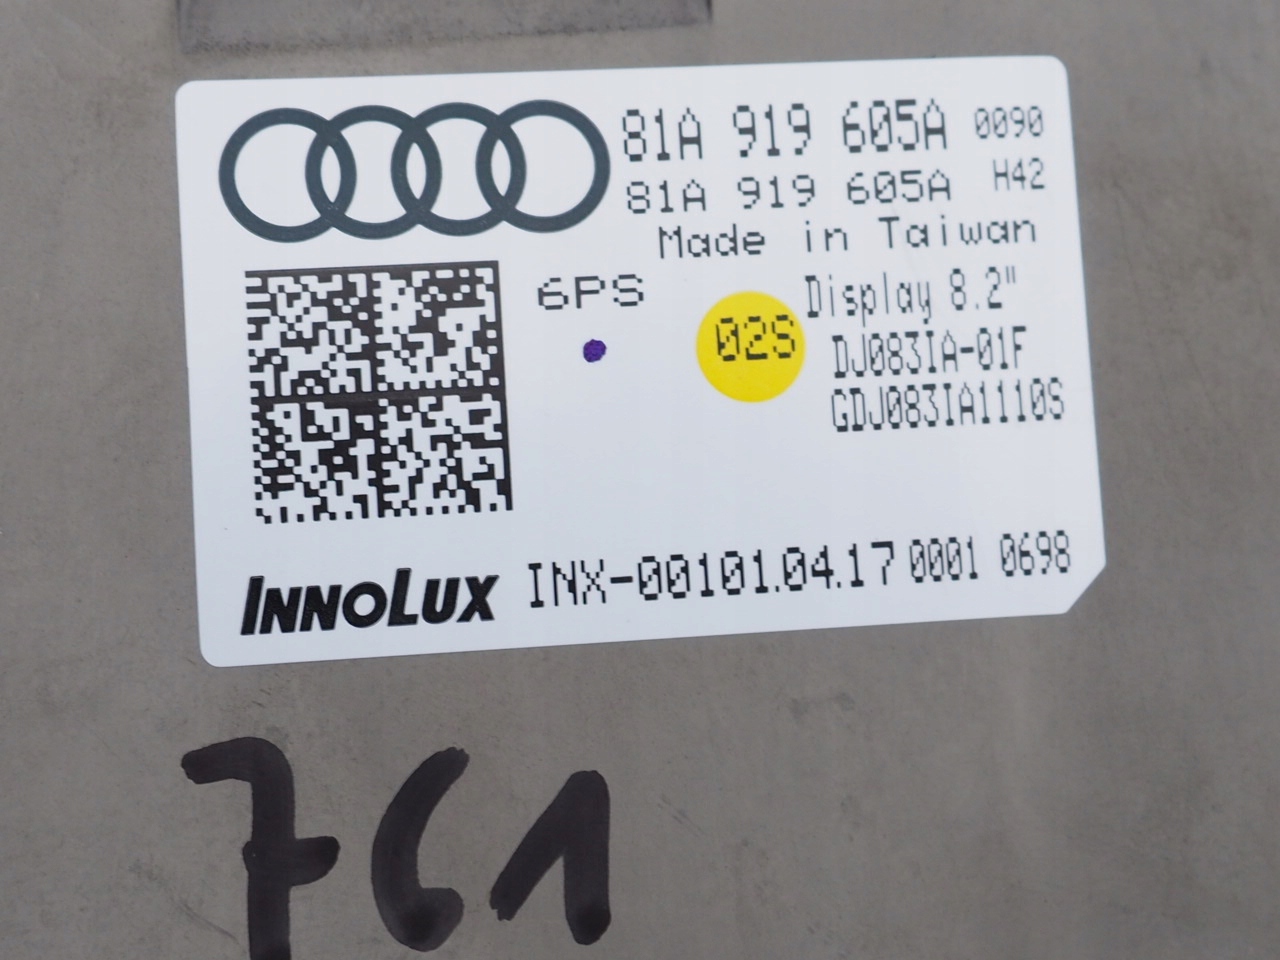 81A 919 605A 0090
81A 919 605A H42
Made in Taiwan
6PS
02S
Display 8.2"
DJ083IA-01F
GDJ083IA1110S
INNOLUX INX-00101.04.17 0001 0698
761